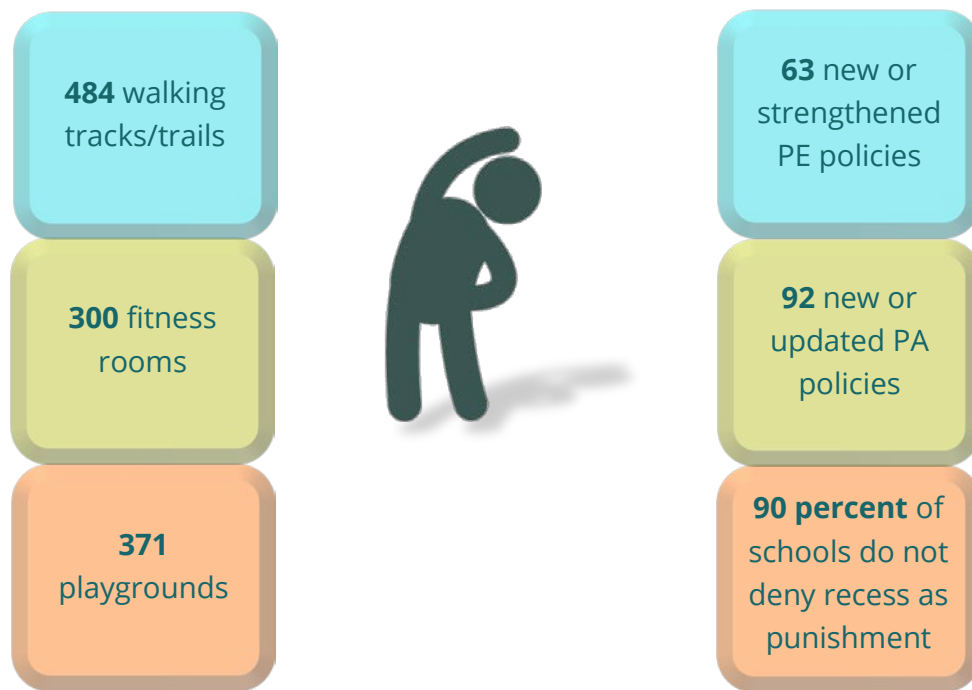 484 walking
tracks/trails
300 fitness
rooms
371
playgrounds
63 new or
strengthened
PE policies
92 new or
updated PA
policies
90 percent of
schools do not
deny recess as
punishment